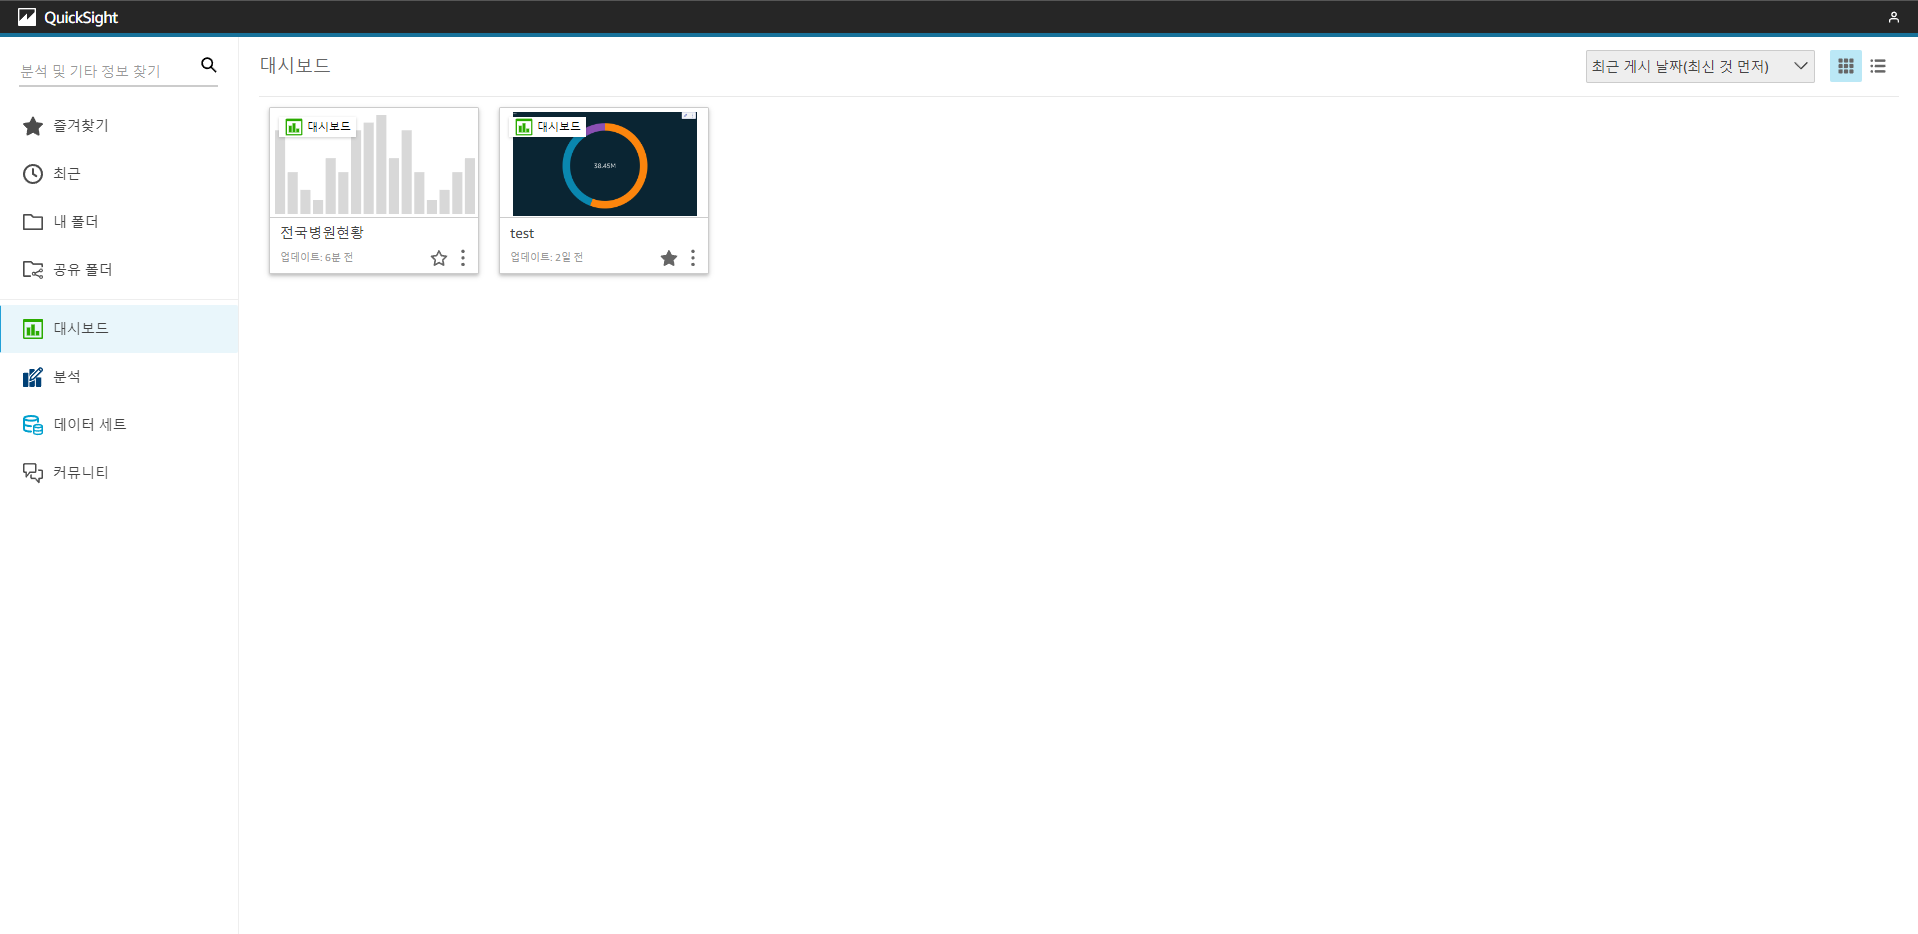 QuickSight
분석 및 기타 정보 찾기
즐겨찾기
최근
내 폴더
공유 폴더
대시보드
분석
데이터 세트
커뮤니티
대시보드
최근 게시 날짜(최신 것 먼저)
대시보드
전국병원현황
업데이트: 6분 전
대시보드
38.45M
test
업데이트: 2일 전